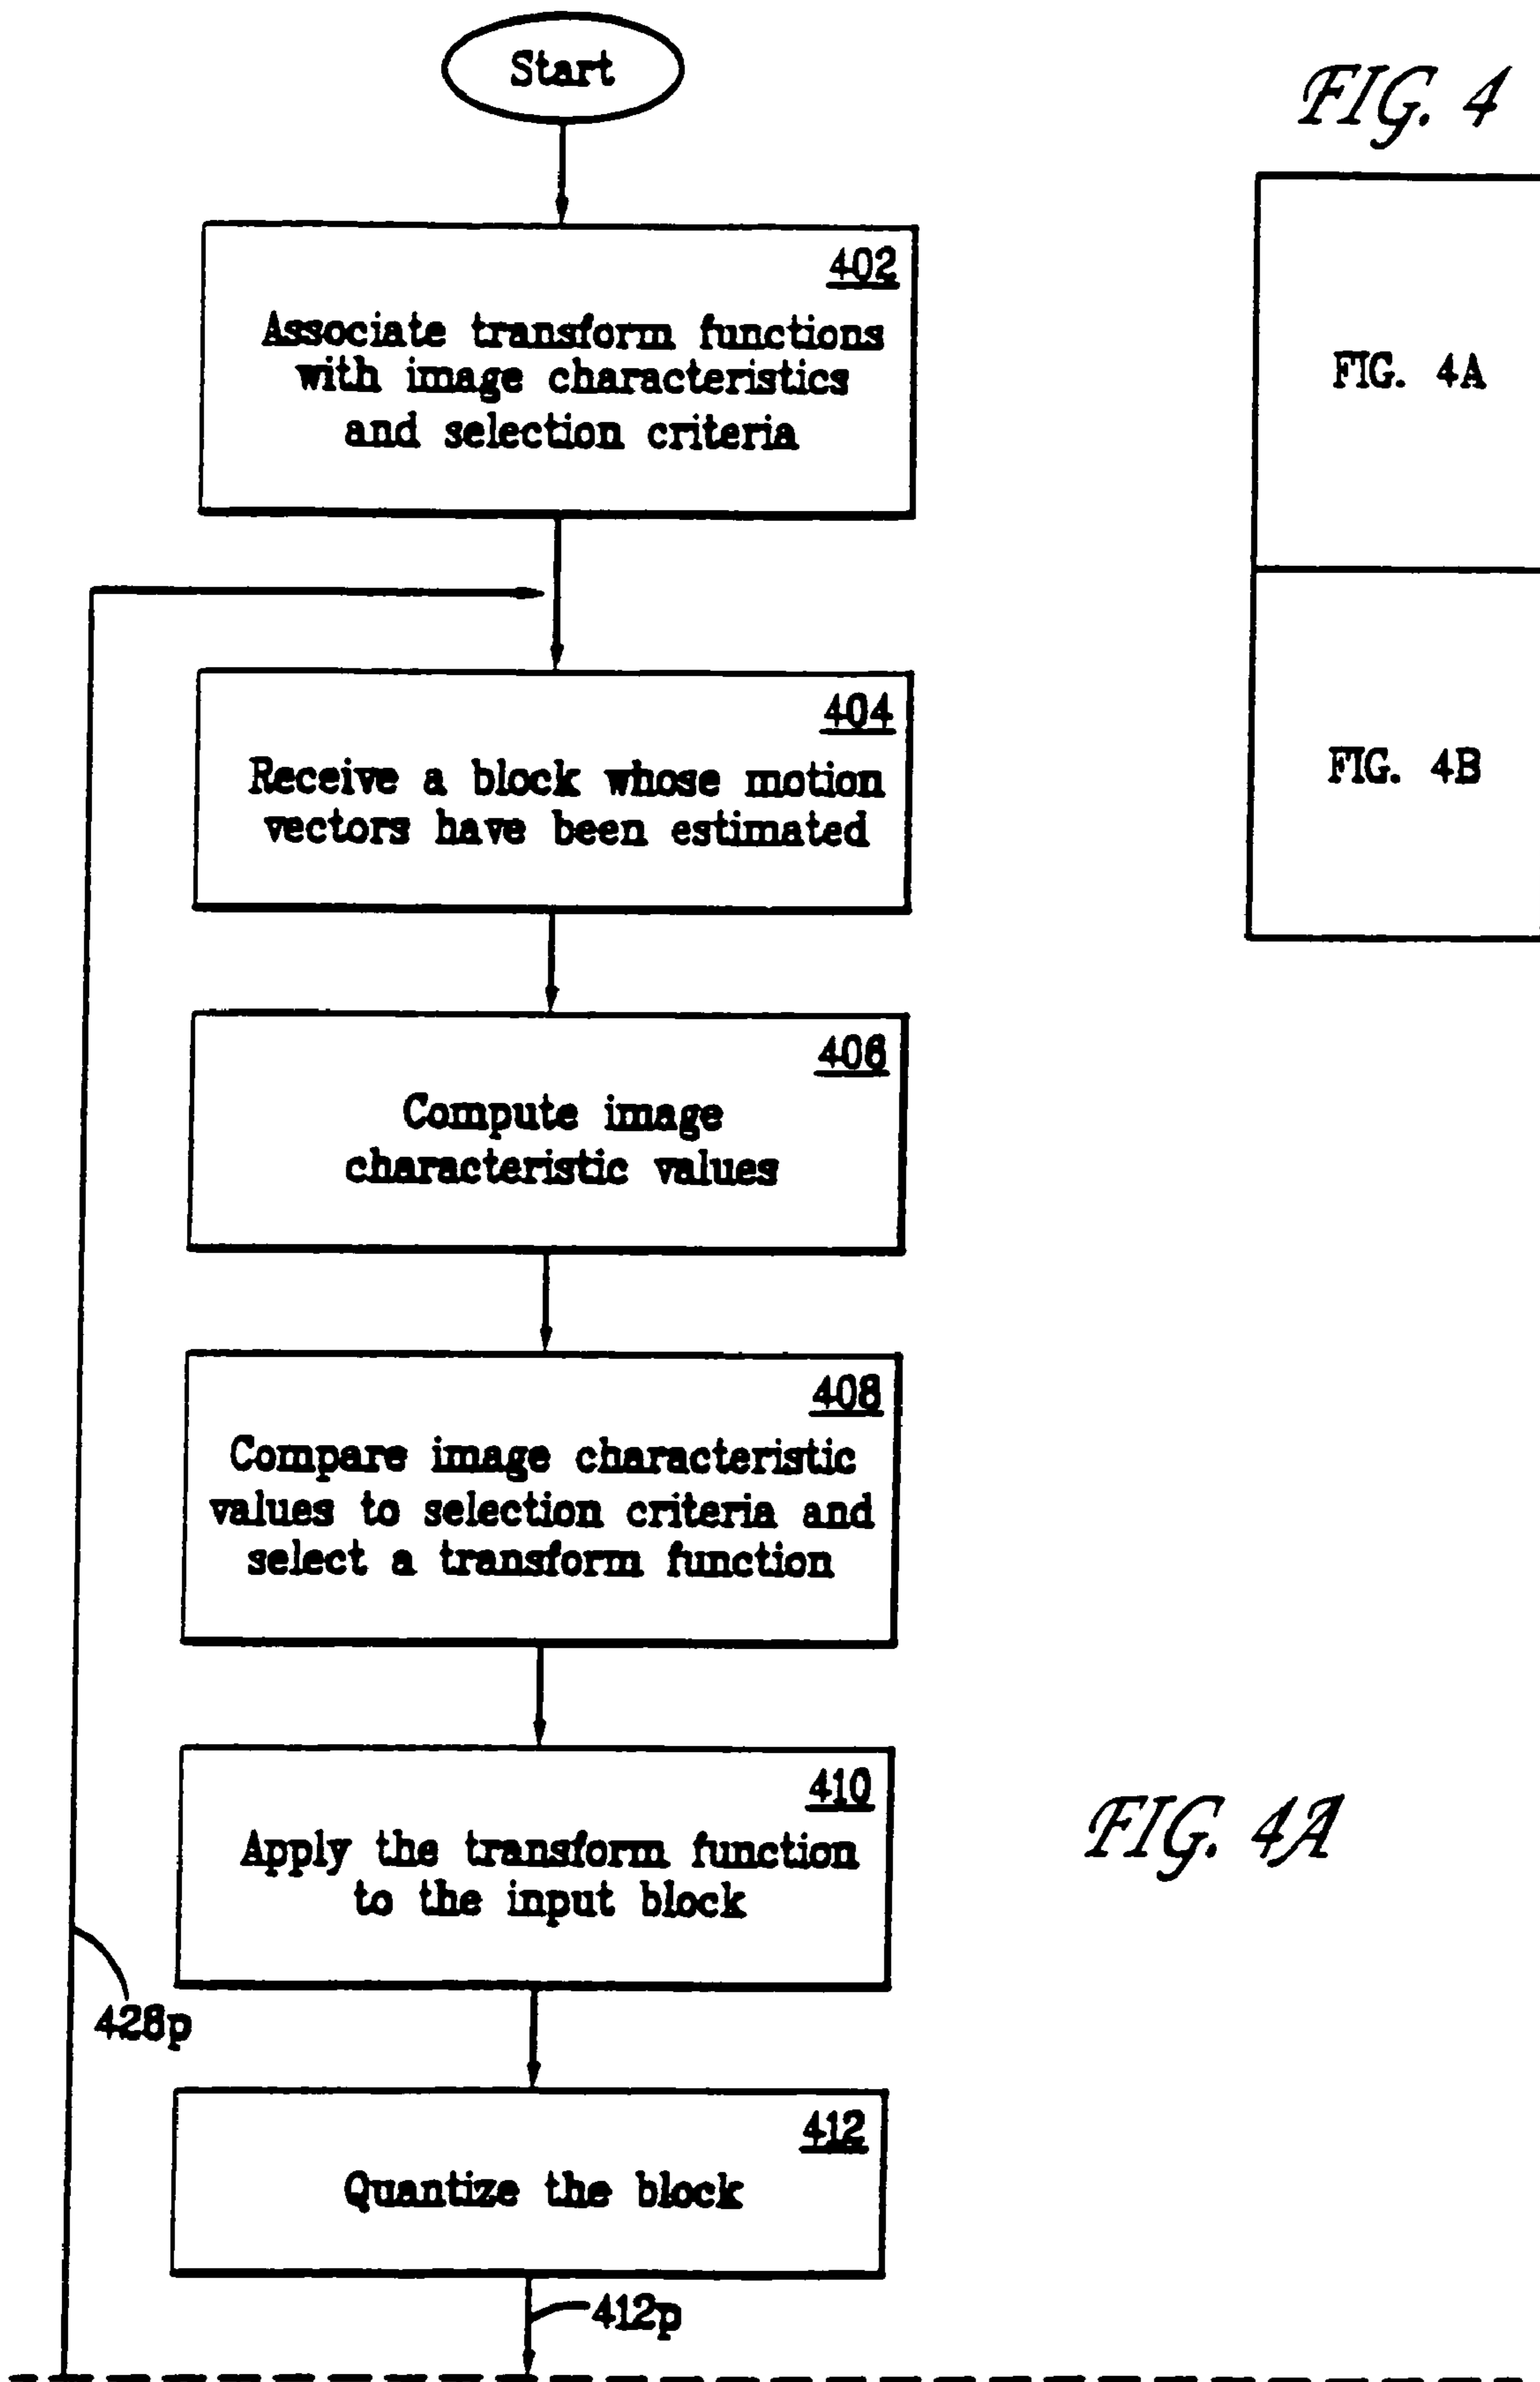 Start
FIG. 4
402
Associate transform functions
with image characteristics
and selection criteria
FIG. 4A
404
Receive a block whose motion
vectors have been estimated
FIG. 4B
406
Compute image
characteristic values
408
Compare image characteristic
values to selection criteria and
select a transform function
410
Apply the transform function
to the input block
FIG. 4A
428p
412
Quantize the block
412p